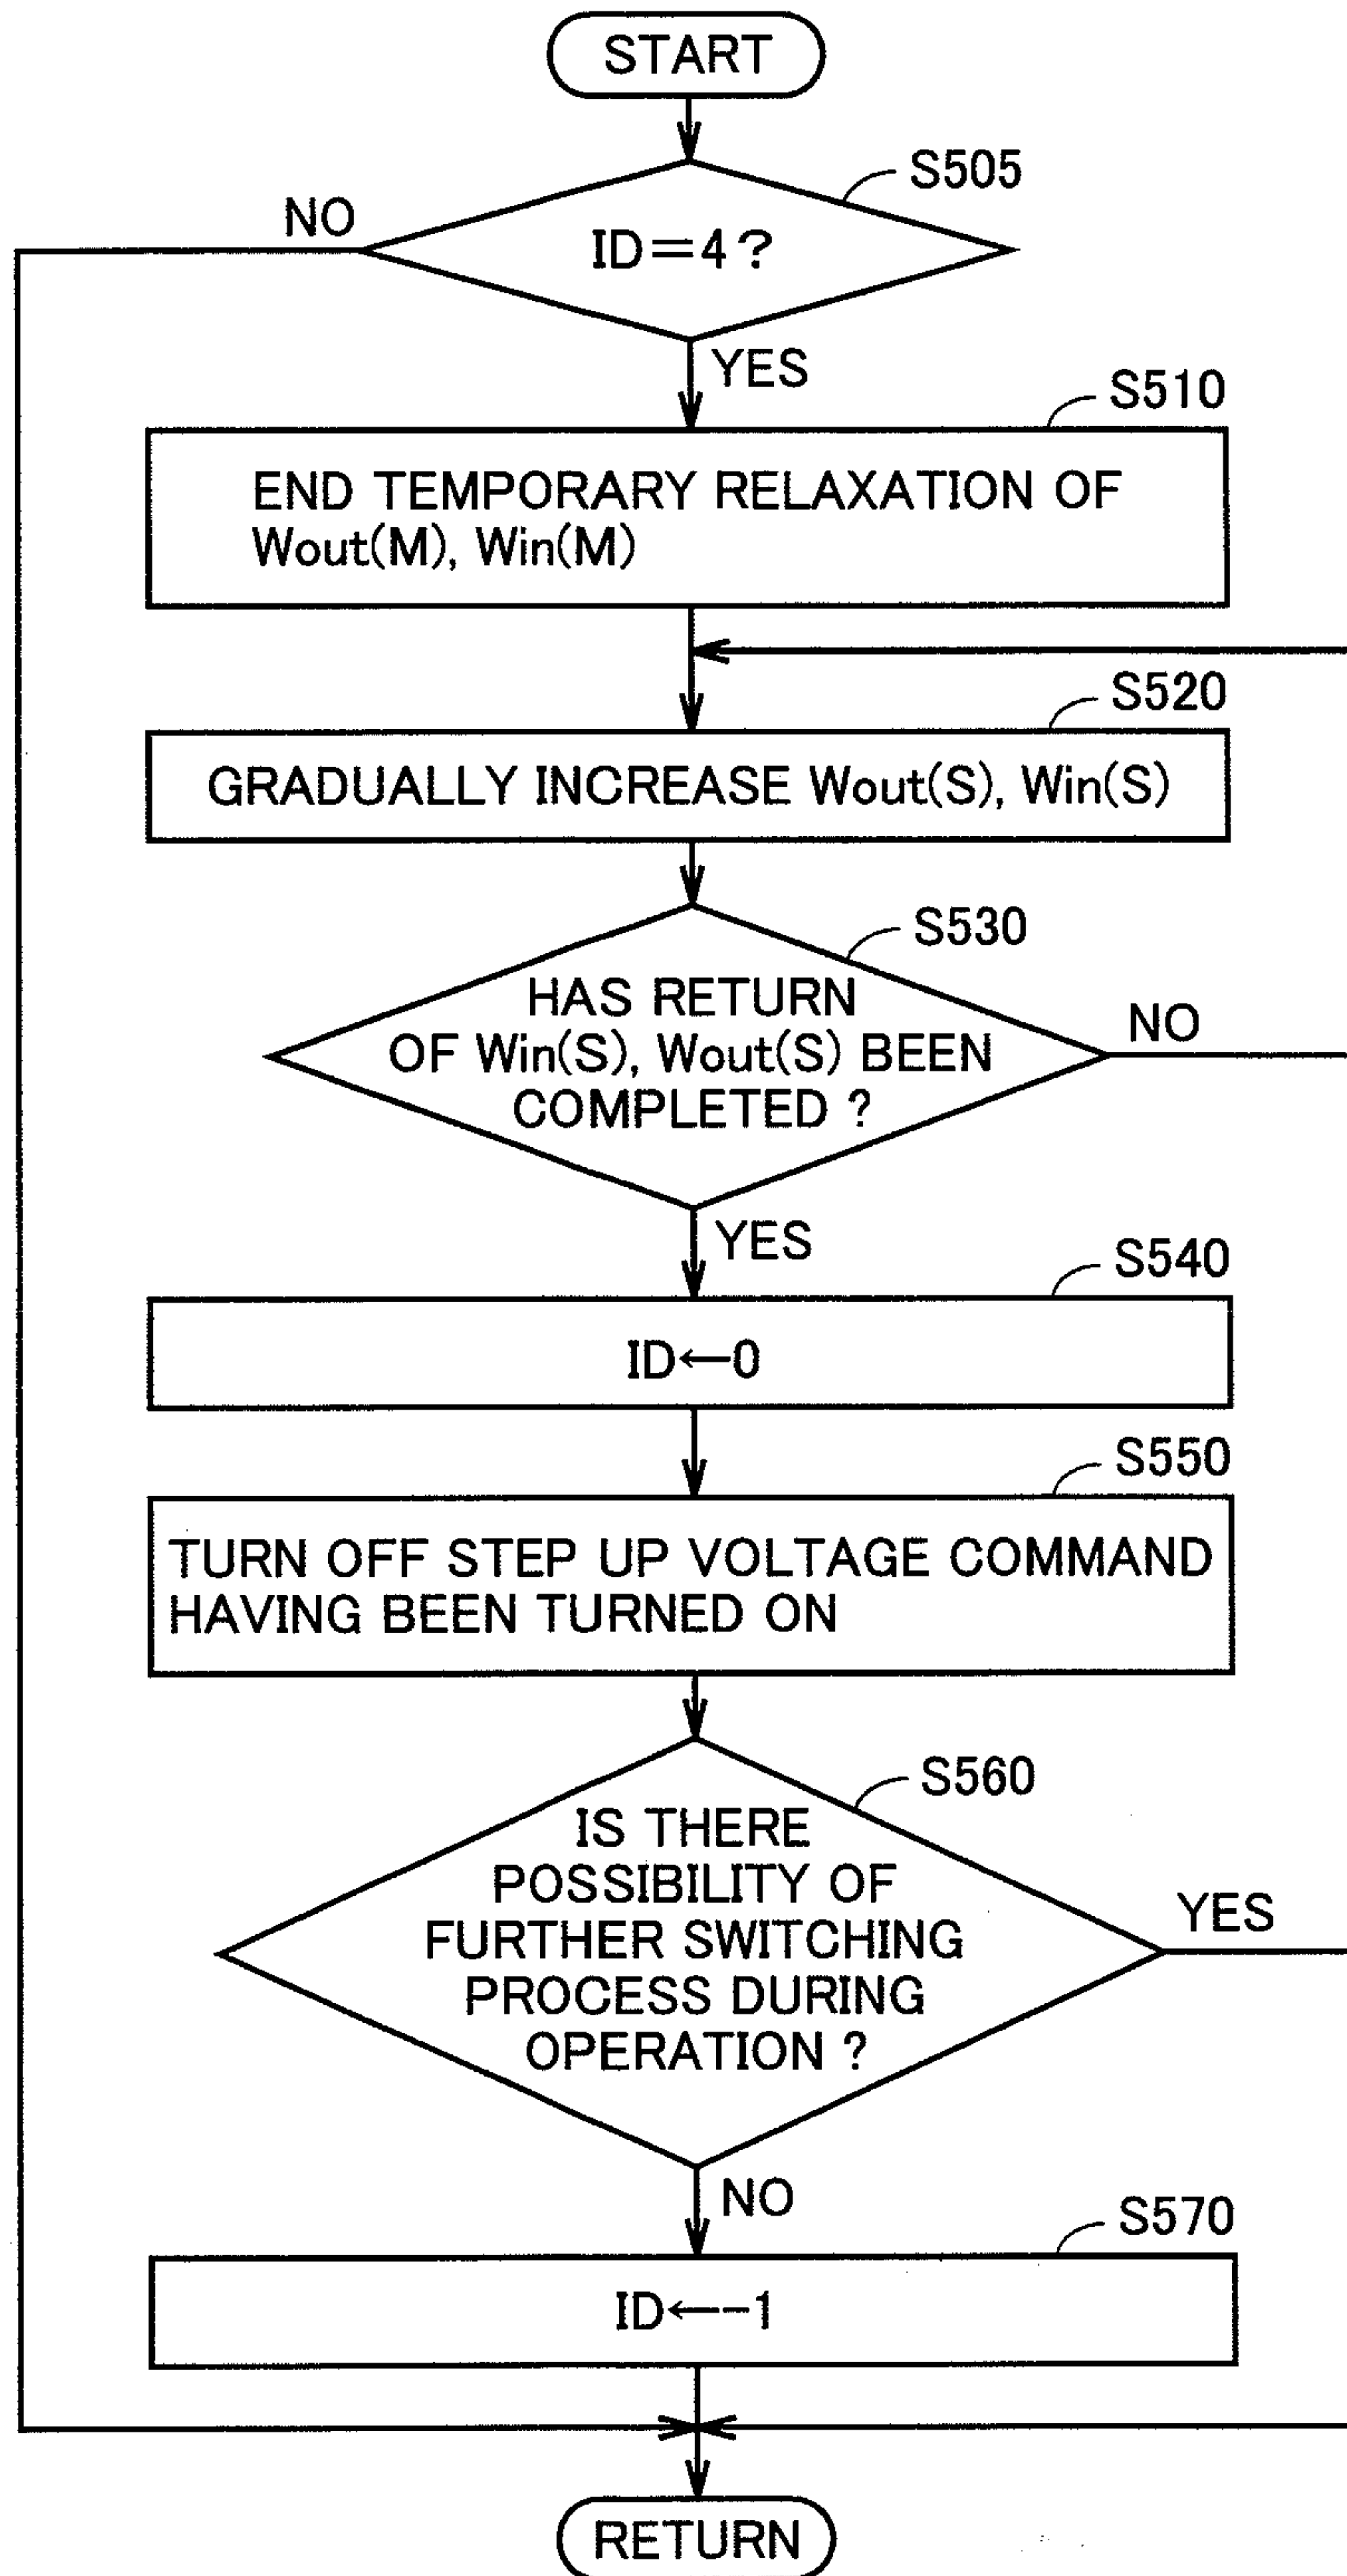 START
S505
NO
ID=4?
YES
S510
END TEMPORARY RELAXATION OF
Wout(M), Win(M)
S520
GRADUALLY INCREASE Wout(S), Win(S)
S530
HAS RETURN
OF Win(S), Wout(S) BEEN
COMPLETED ?
NO
YES
S540
ID←0
S550
TURN OFF STEP UP VOLTAGE COMMAND
HAVING BEEN TURNED ON
S560
IS THERE
POSSIBILITY OF
FURTHER SWITCHING
PROCESS DURING
OPERATION ?
YES
NO
S570
ID←-1
RETURN